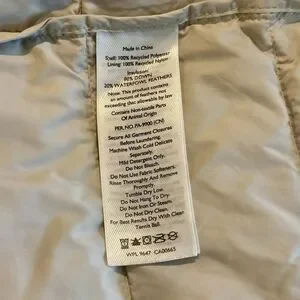 Made in China
Shell: 100% Recycled Polyester
Lining: 100% Recycled Nylon
Insulation:
80% DOWN
20% WATERFOWL FEATHERS
Note: This product contains
an amount of feathers not
exceeding that allowable by law
Contains Non-textile Parts
Of Animal Origin
PER NO.PA-9900 (CN)
Secure All Garment Closures
Before Laundering.
Machine Wash Cold Delicate
Separately.
Mild Detergent Only.
Do Not Bleach.
Do Not Use Fabric Softeners.
Rinse Thoroughly And Remove
Promptly.
Tumble Dry Low.
Do Not Hang To Dry
Do Not Iron Or Steam.
Do Not Dry Clean.
For Best Results Dry With Clean
Tennis Ball.
WPL 9647 CA00665